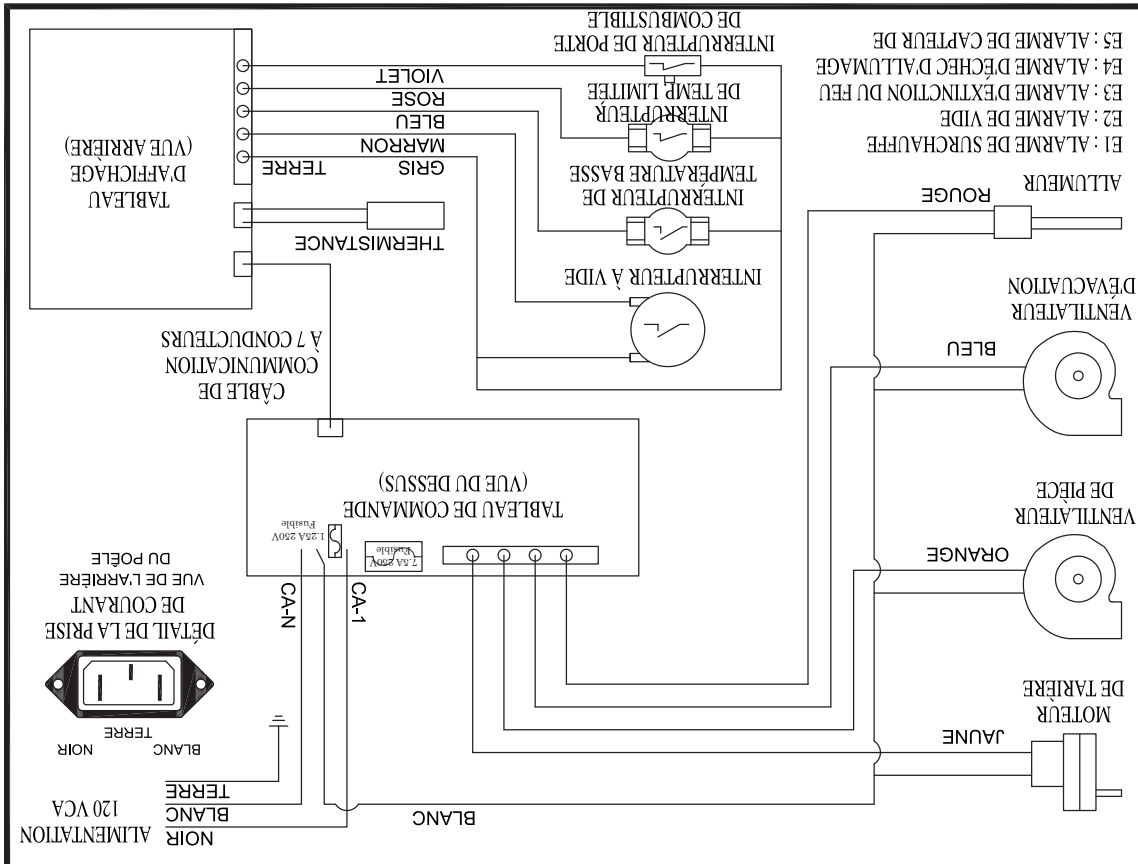 MOTEUR
DE TARIÈRE
JAUNE
BLANC
NOIR
BLANC
TERRE
ALIMENTATION
120 VCA
BLANC
TERRE
NOIR
DÉTAIL DE LA PRISE
DE COURANT
VUE DE L'ARRIÈRE
DU POÊLE
CA-1
CA-N
VENTILATEUR
DE PIÈCE
ORANGE
7.5A 250V
Fusible
1.25A 250V
Fusible
TABLEAU DE COMMANDE
(VUE DU DESSUS)
VENTILATEUR
D'ÉVACUATION
BLEU
CÂBLE DE
COMMUNICATION
À 7 CONDUCTEURS
ALLUMEUR
ROUGE
INTERRUPTEUR À VIDE
THERMISTANCE
INTERRUPTEUR DE
TEMPÉRATURE BASSE
GRIS
TERRE
MARRON
BLEU
ROSE
VIOLET
TABLEAU
D'AFFICHAGE
(VUE ARRIÈRE)
INTERRUPTEUR
DE TEMP LIMITÉE
INTERRUPTEUR DE PORTE
DE COMBUSTIBLE
E1 : ALARME DE SURCHAUFFE
E2 : ALARME DE VIDE
E3 : ALARME D'EXTINCTION DU FEU
E4 : ALARME D'ÉCHEC D'ALLUMAGE
E5 : ALARME DE CAPTEUR DE